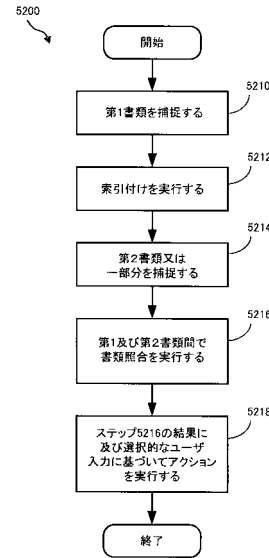 5200
開始
5210
第1書類を捕捉する
5212
索引付けを実行する
5214
第2書類又は
一部分を捕捉する
5216
第1及び第2書類間で
書類照合を実行する
5218
ステップ5216の結果に
及び選択的なユーザ
入力に基づいてアクション
を実行する
終了